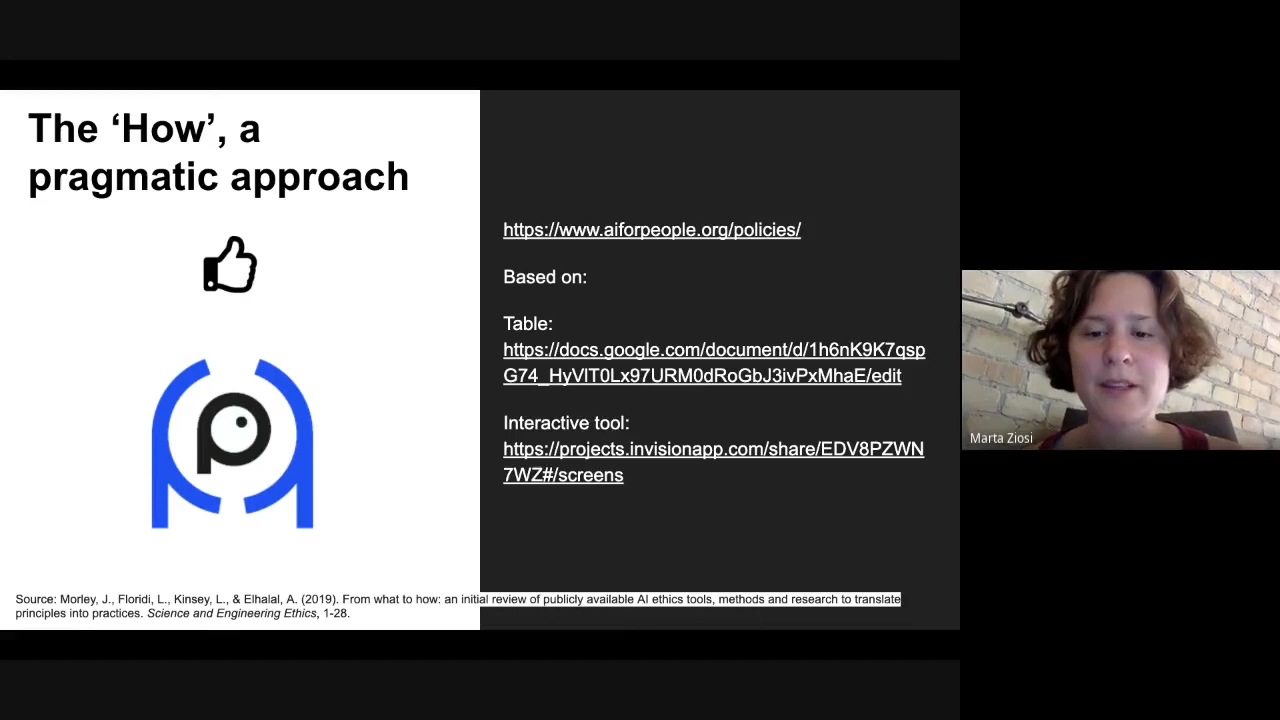 The ‘How’, a
pragmatic approach
https://www.aiforpeople.org/policies/
Based on:
Table:
https://docs.google.com/document/d/1h6nK9K7qsp
G74_HyVlT0Lx97URM0dRoGbJ3ivPxMhaE/edit
Interactive tool:
https://projects.invisionapp.com/share/EDV8PZWN
7WZ#/screens
Source: Morley, J., Floridi, L., Kinsey, L., & Elhalal, A. (2019). From what to how: an initial review of publicly available AI ethics tools, methods and research to translate
principles into practices. Science and Engineering Ethics, 1-28.
Marta Ziosi